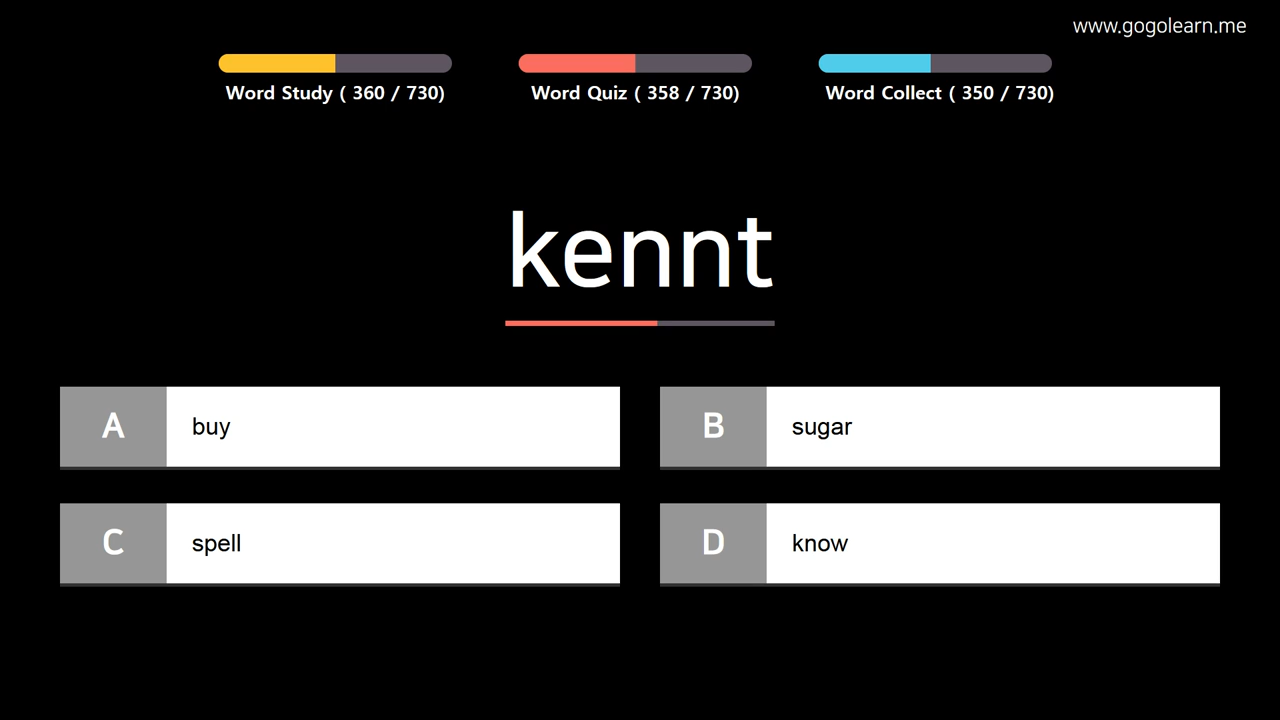 www.gogolearn.me
Word Study ( 360 / 730)
Word Quiz ( 358 / 730)
Word Collect ( 350 / 730)
kennt
A buy
B sugar
C spell
D know